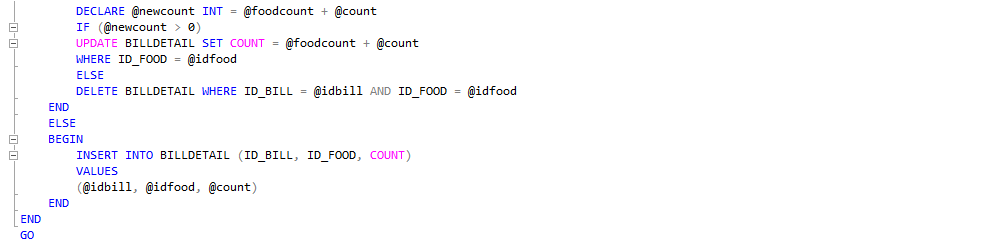 DECLARE @newcount INT = @foodcount + @count
IF (@newcount > 0)
UPDATE BILLDETAIL SET COUNT = @foodcount + @count
WHERE ID_FOOD = @idfood
ELSE
DELETE BILLDETAIL WHERE ID_BILL = @idbill AND ID_FOOD = @idfood
END
ELSE
BEGIN
INSERT INTO BILLDETAIL (ID_BILL, ID_FOOD, COUNT)
VALUES
(@idbill, @idfood, @count)
END
END
GO